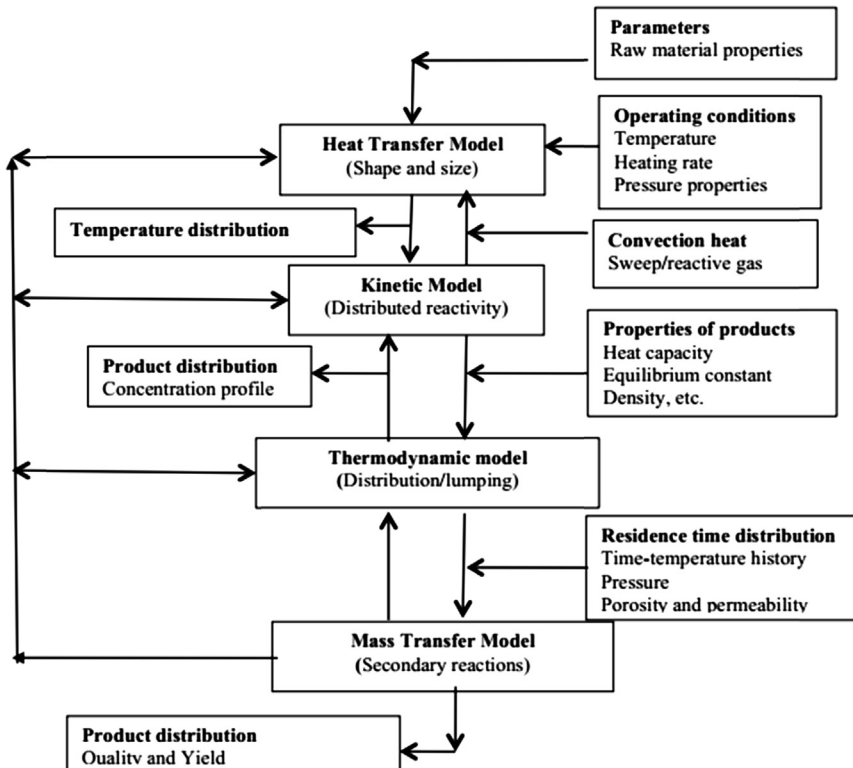 Parameters
Raw material properties
Operating conditions
Temperature
Heating rate
Pressure properties
Heat Transfer Model
(Shape and size)
Temperature distribution
Convection heat
Sweep/reactive gas
Kinetic Model
(Distributed reactivity)
Properties of products
Heat capacity
Equilibrium constant
Density, etc.
Product distribution
Concentration profile
Thermodynamic model
(Distribution/lumping)
Residence time distribution
Time-temperature history
Pressure
Porosity and permeability
Mass Transfer Model
(Secondary reactions)
Product distribution
Quality and Yield